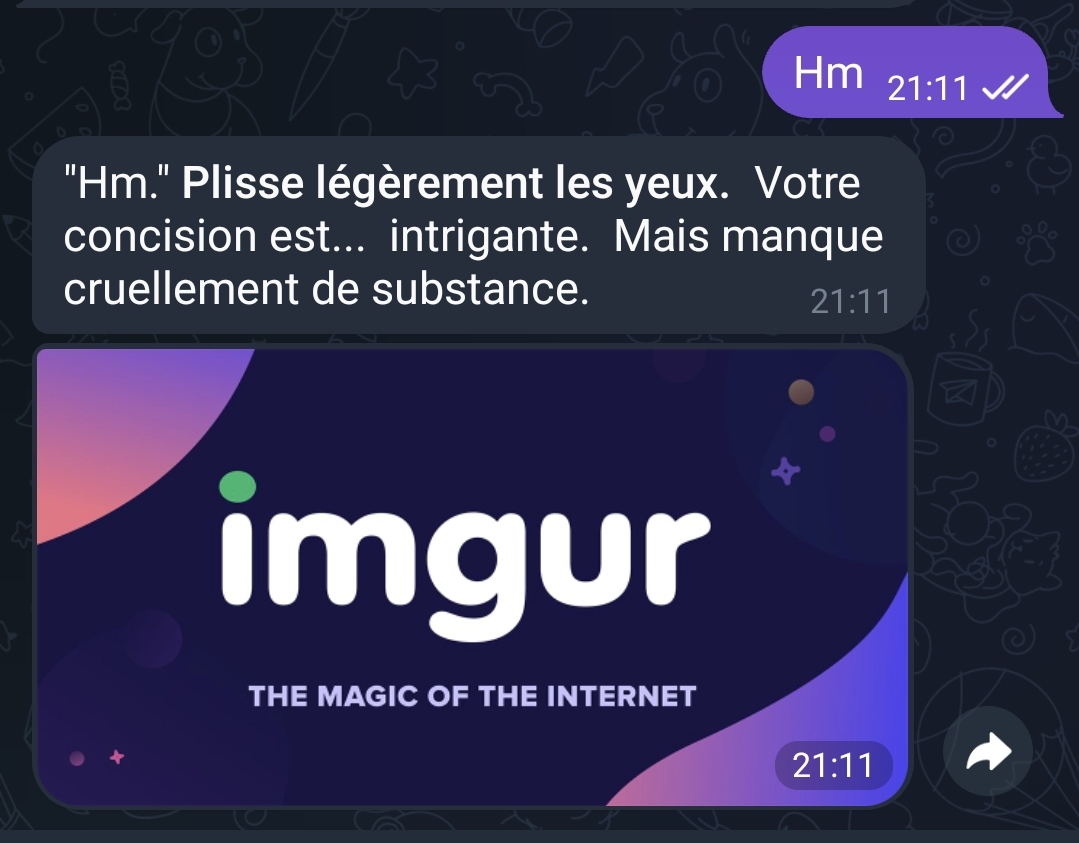 Hm 21:11
"Hm." Plisse légèrement les yeux. Votre
concision est... intrigante. Mais manque
cruellement de substance. 21:11
imgur
THE MAGIC OF THE INTERNET
21:11